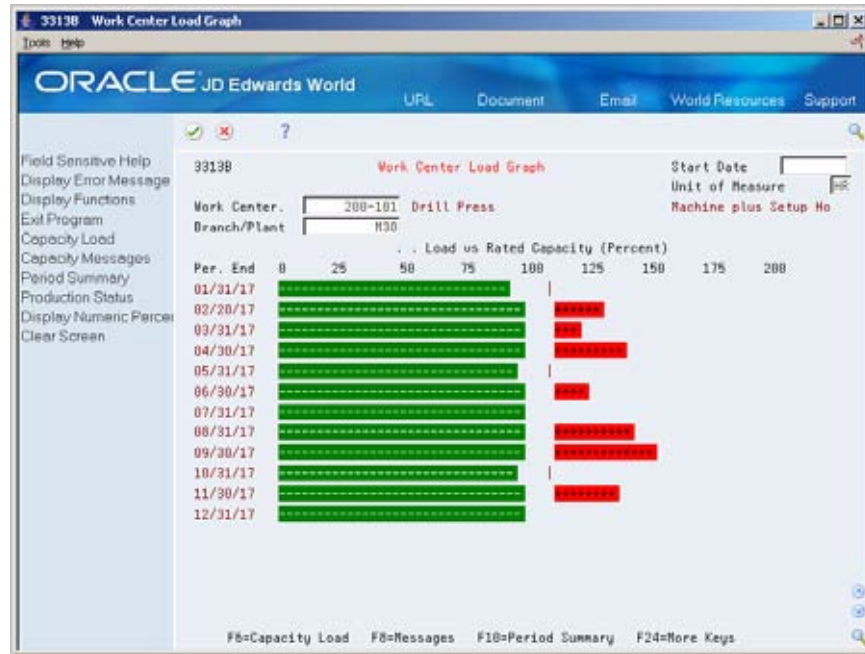 3313B Work Center Load Graph
Tools Help
ORACLE JD Edwards World
URL Document Email World Resources Support
?
Field Sensitive Help
Display Error Message
Display Functions
Exit Program
Capacity Load
Capacity Messages
Period Summary
Production Status
Display Numeric Percen
Clear Screen
3313B Work Center Load Graph Start Date
Unit of Measure HR
Work Center. 200-101 Drill Press Machine plus Setup Ho
Branch/Plant M30
. . Load vs Rated Capacity (Percent)
Per. End 0 25 50 75 100 125 150 175 200
01/31/17
02/20/17
03/31/17
04/30/17
05/31/17
06/30/17
07/31/17
08/31/17
09/30/17
10/31/17
11/30/17
12/31/17
F6=Capacity Load F8=Messages F10=Period Summary F24=More Keys